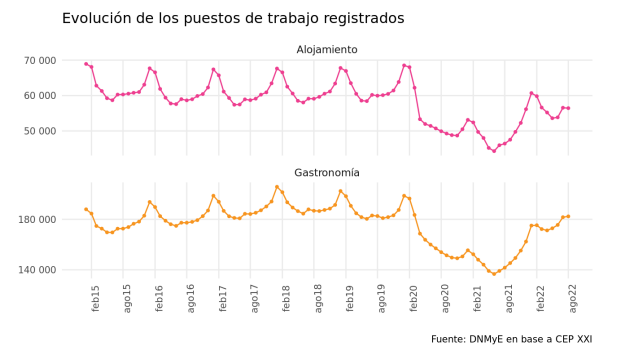 Evolución de los puestos de trabajo registrados
Alojamiento
70 000
60 000
50 000
Gastronomía
180 000
140 000
feb15
ago15
feb16
ago16
feb17
ago17
feb18
ago18
feb19
ago19
feb20
ago20
feb21
ago21
feb22
ago22
Fuente: DNMyE en base a CEP XXI